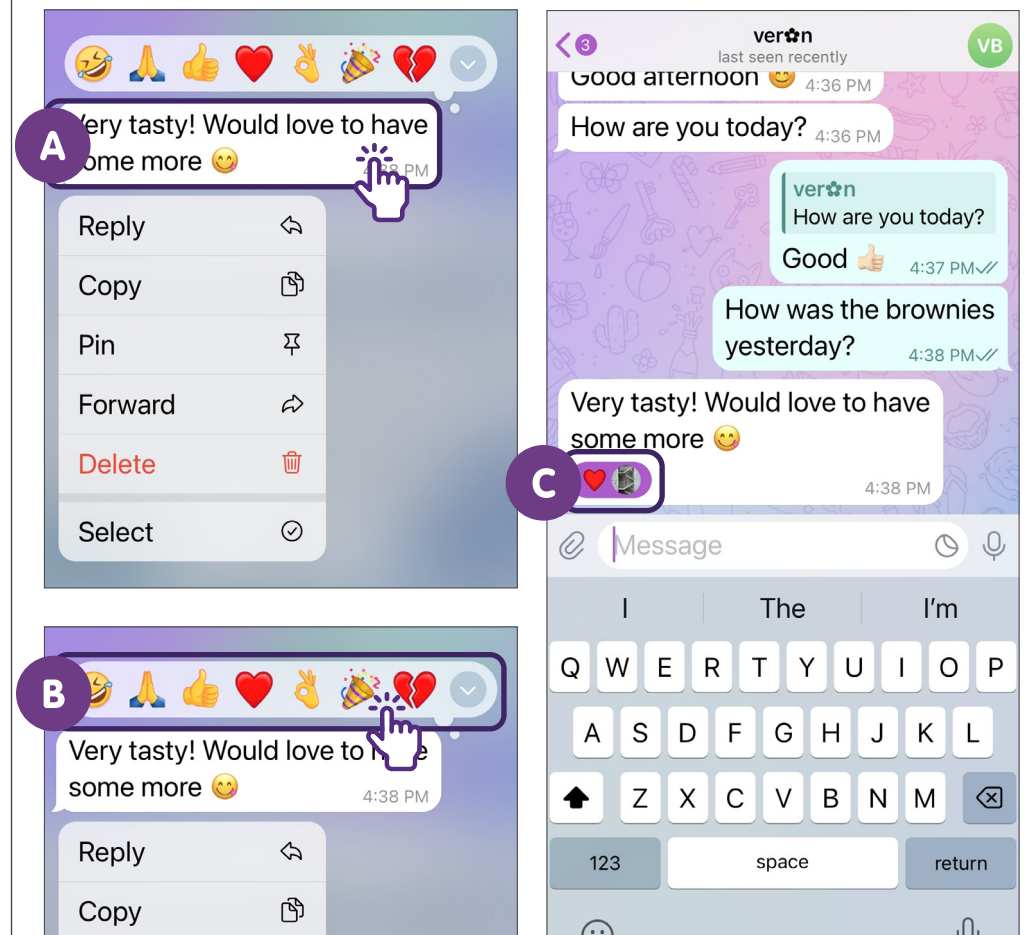 A
Very tasty! Would love to have
some more 😋
4:38 PM
Reply
Copy
Pin
Forward
Delete
Select
B
Very tasty! Would love to have
some more 😋
4:38 PM
Reply
Copy
3
ver✿n
last seen recently
VB
Good afternoon 😊 4:36 PM
How are you today? 4:36 PM
ver✿n
How are you today?
Good 👍🏻 4:37 PM
How was the brownies
yesterday? 4:38 PM
Very tasty! Would love to have
some more 😋
C
4:38 PM
Message
I The I'm
Q W E R T Y U I O P
A S D F G H J K L
Z X C V B N M
123 space return